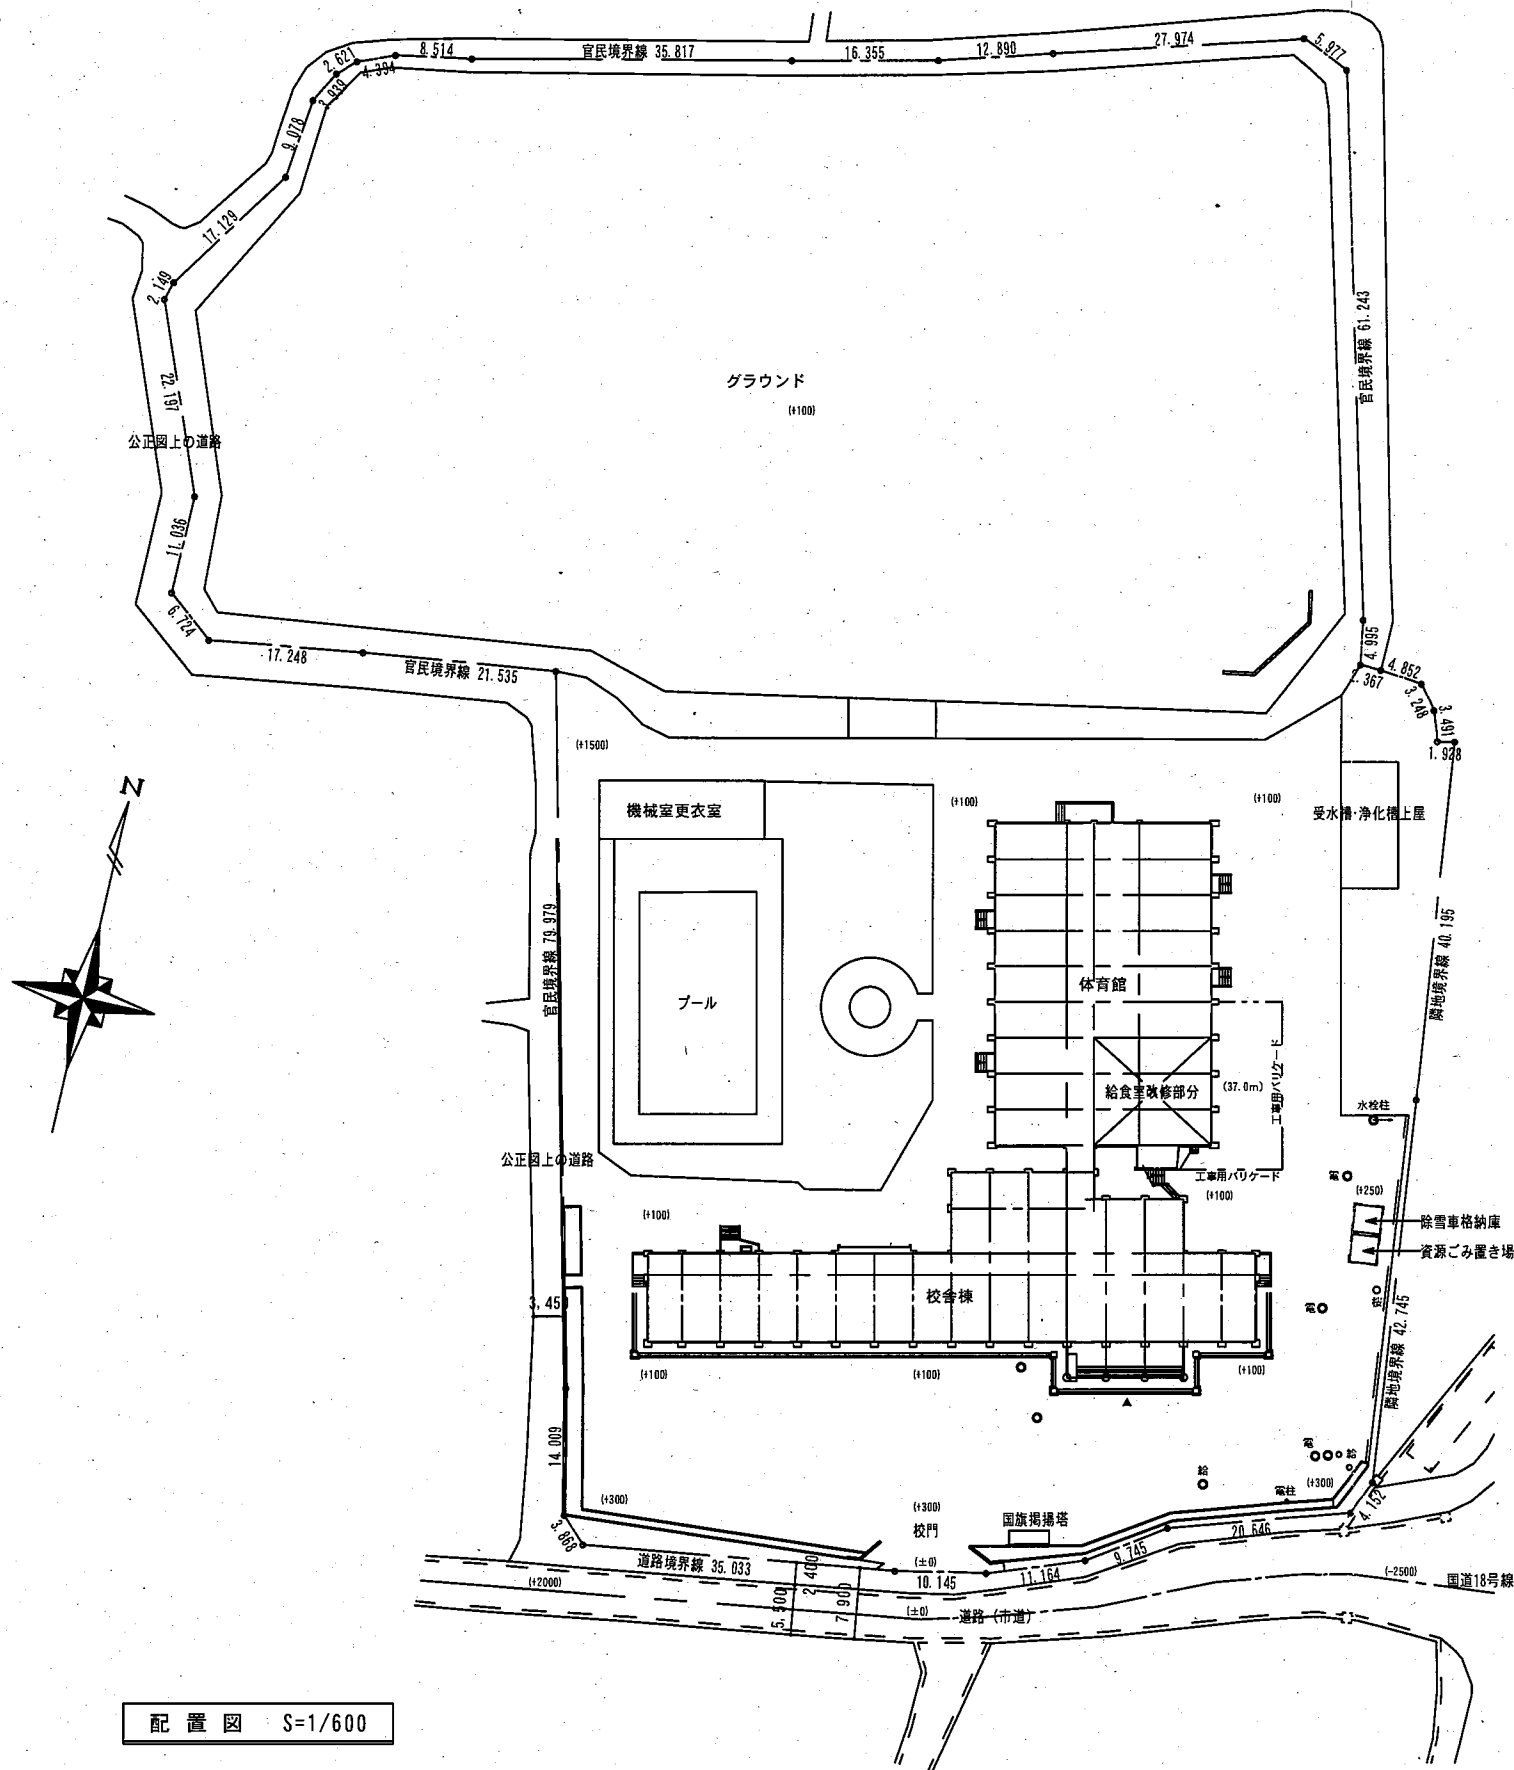 8.514
官民境界線 35.817
16.355
12.890
27.974
5.977
2.621
4.394
3.939
9.078
17.129
2.149
22.197
公正図上の道路
11.036
6.724
17.248
官民境界線 21.535
グラウンド
(+100)
官民境界線 61.243
4.995
2.367
4.852
3.248
3.491
1.928
(+1500)
N
機械室更衣室
(+100)
(+100)
受水槽・浄化槽上屋
官民境界線 79.979
プール
体育館
隣地境界線 40.195
給食室改修部分
(37.0m)
工事用バリケード
水栓柱
公正図上の道路
工事用バリケード
(+100)
電
(+250)
除雪車格納庫
資源ごみ置き場
(+100)
校舎棟
3.450
電
隣地境界線 42.745
(+100)
(+100)
(+100)
14.009
電
給
給
電柱
(+300)
(+300)
(+300)
校門
国旗掲揚塔
4.152
3.868
20.646
9.745
道路境界線 35.033
2.400
(±0)
10.145
11.164
(+2000)
5.500
7.900
(±0)
道路（市道）
(-2500)
国道18号線
配置図 S=1/600